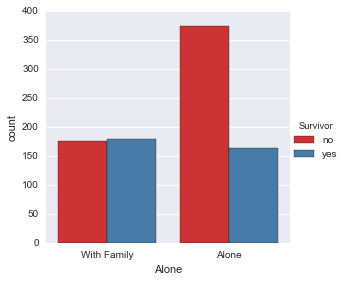 400
350
300
250
200
150
100
50
0
count
With Family
Alone
Alone
Survivor
no
yes